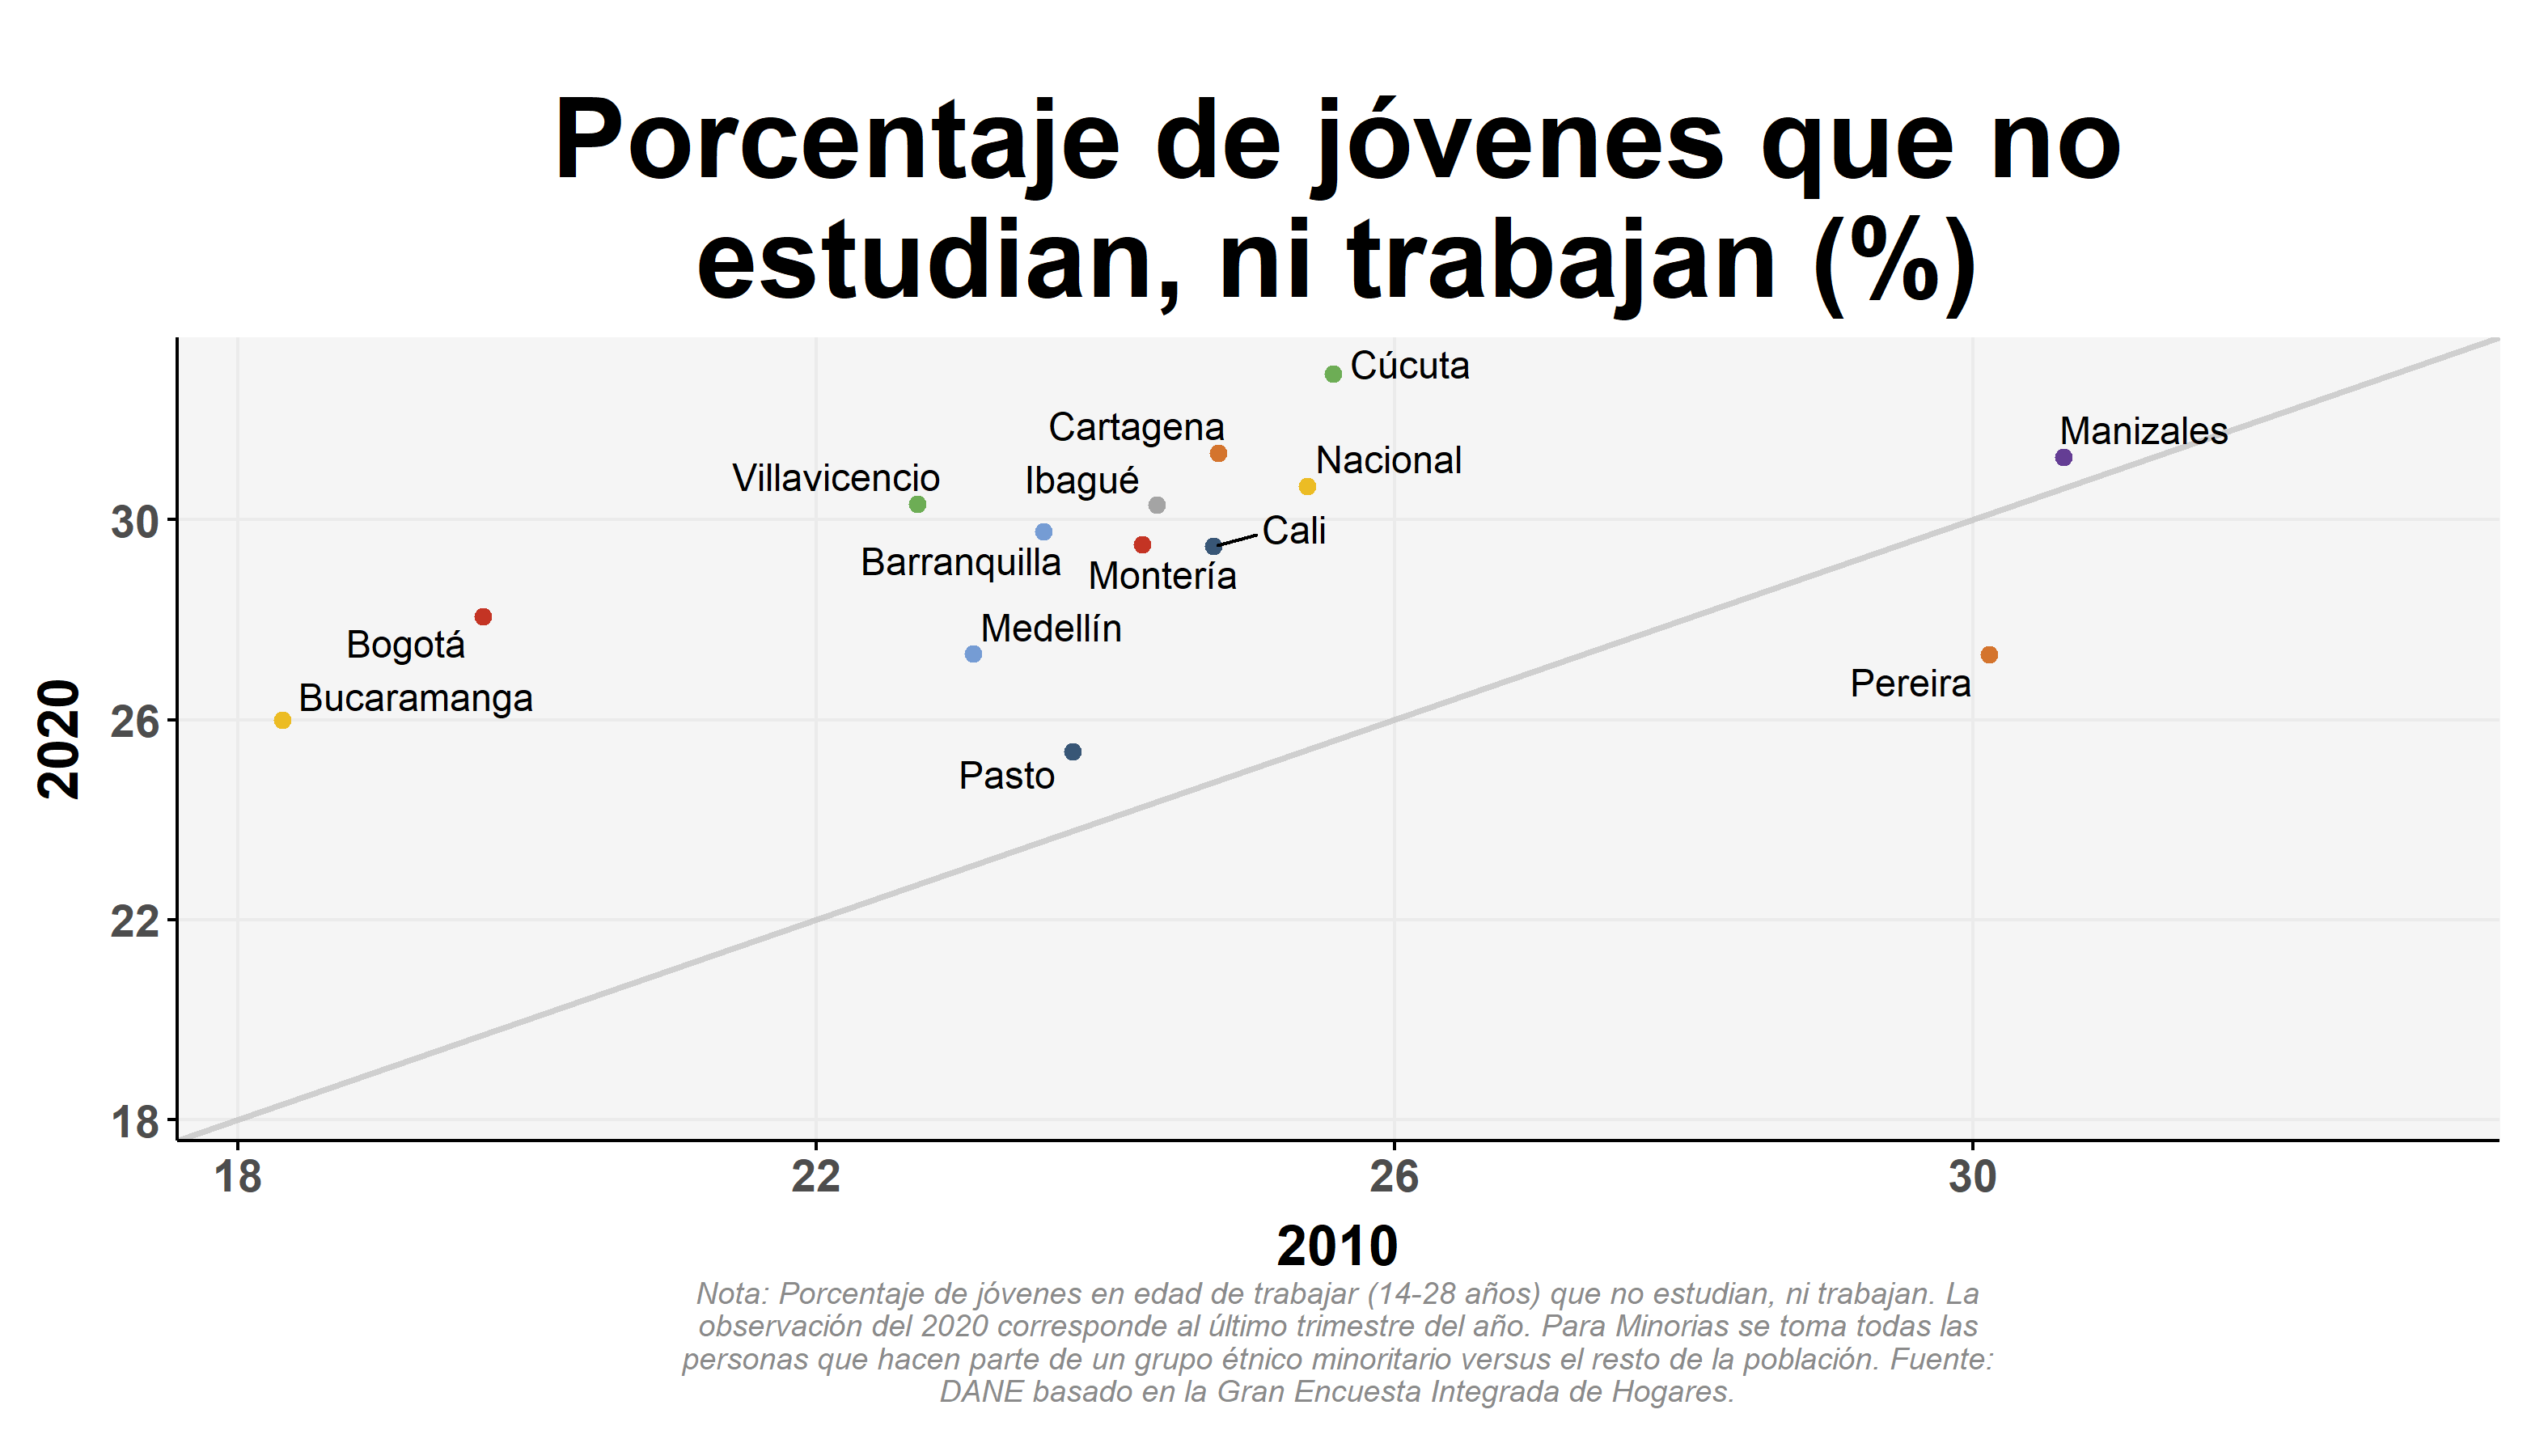 Porcentaje de jóvenes que no
estudian, ni trabajan (%)
Cúcuta
Cartagena
Manizales
Nacional
Villavicencio
Ibagué
30
Cali
Barranquilla
Montería
Medellín
Bogotá
Pereira
Bucaramanga
26
2020
Pasto
22
18
18
22
26
30
2010
Nota: Porcentaje de jóvenes en edad de trabajar (14-28 años) que no estudian, ni trabajan. La
observación del 2020 corresponde al último trimestre del año. Para Minorias se toma todas las
personas que hacen parte de un grupo étnico minoritario versus el resto de la población. Fuente:
DANE basado en la Gran Encuesta Integrada de Hogares.